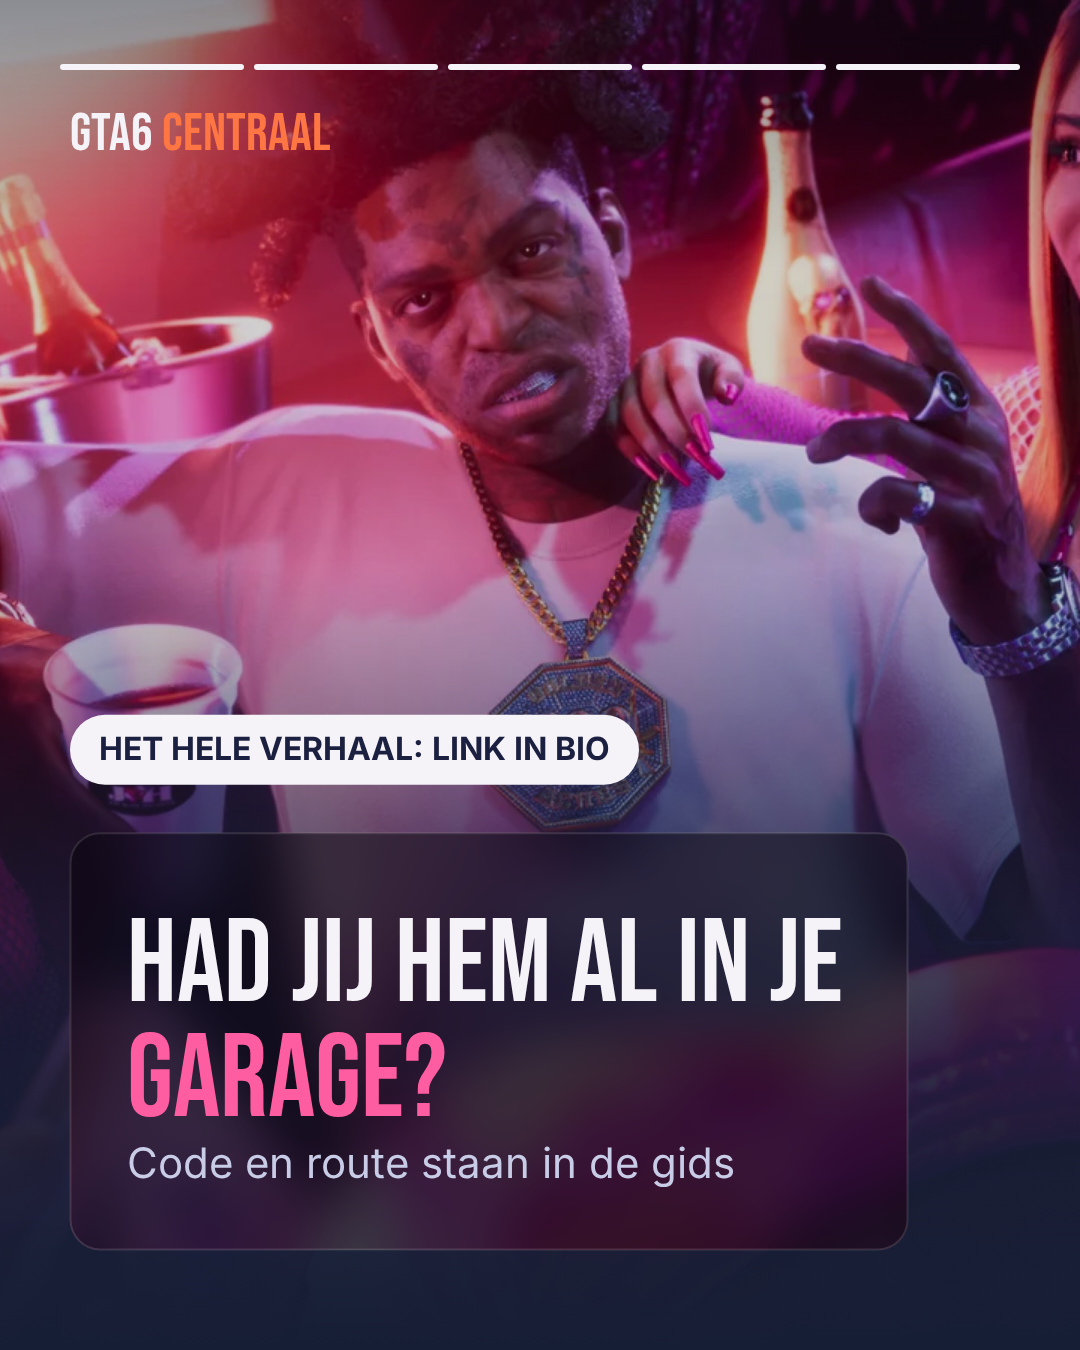 GTA6 CENTRAAL
HET HELE VERHAAL: LINK IN BIO
HAD JIJ HEM AL IN JE
GARAGE?
Code en route staan in de gids